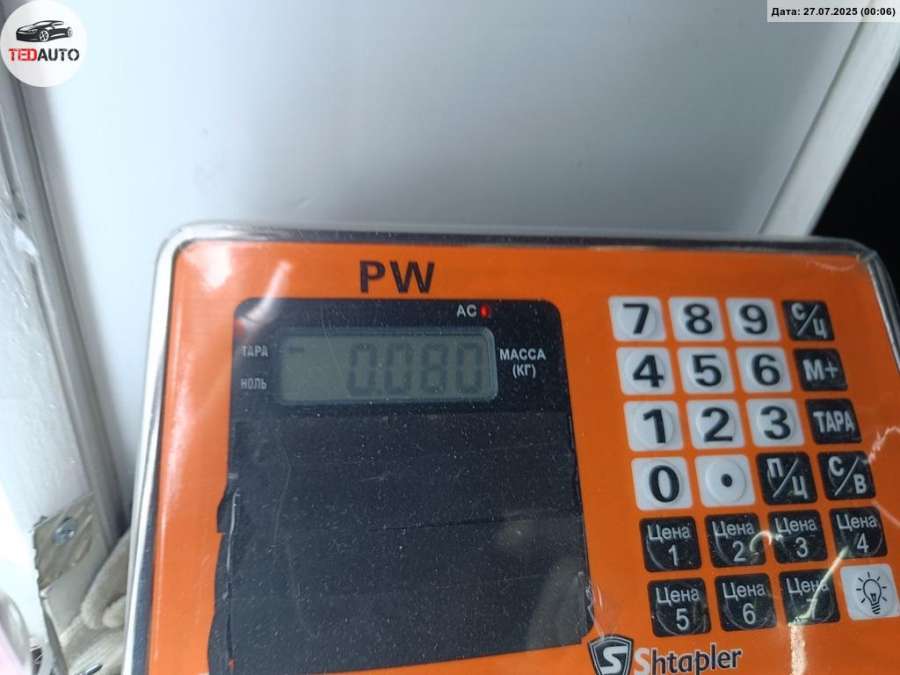 TEDAUTO
Дата: 27.07.2025 (00:06)
PW
AC
ТАРА
НОЛЬ
0.080
МАССА
(КГ)
7 8 9 С/Ц
4 5 6 М+
1 2 3 ТАРА
0 • П/Ц С/В
Цена 1 Цена 2 Цена 3 Цена 4
Цена 5 Цена 6 Цена
Shtapler